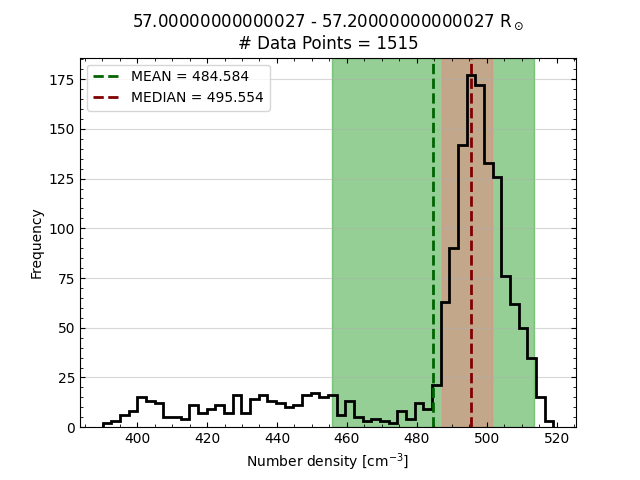 57.00000000000027 - 57.20000000000027 R⊙
# Data Points = 1515
MEAN = 484.584
MEDIAN = 495.554
Frequency
175
150
125
100
75
50
25
0
400 420 440 460 480 500 520
Number density [cm⁻³]